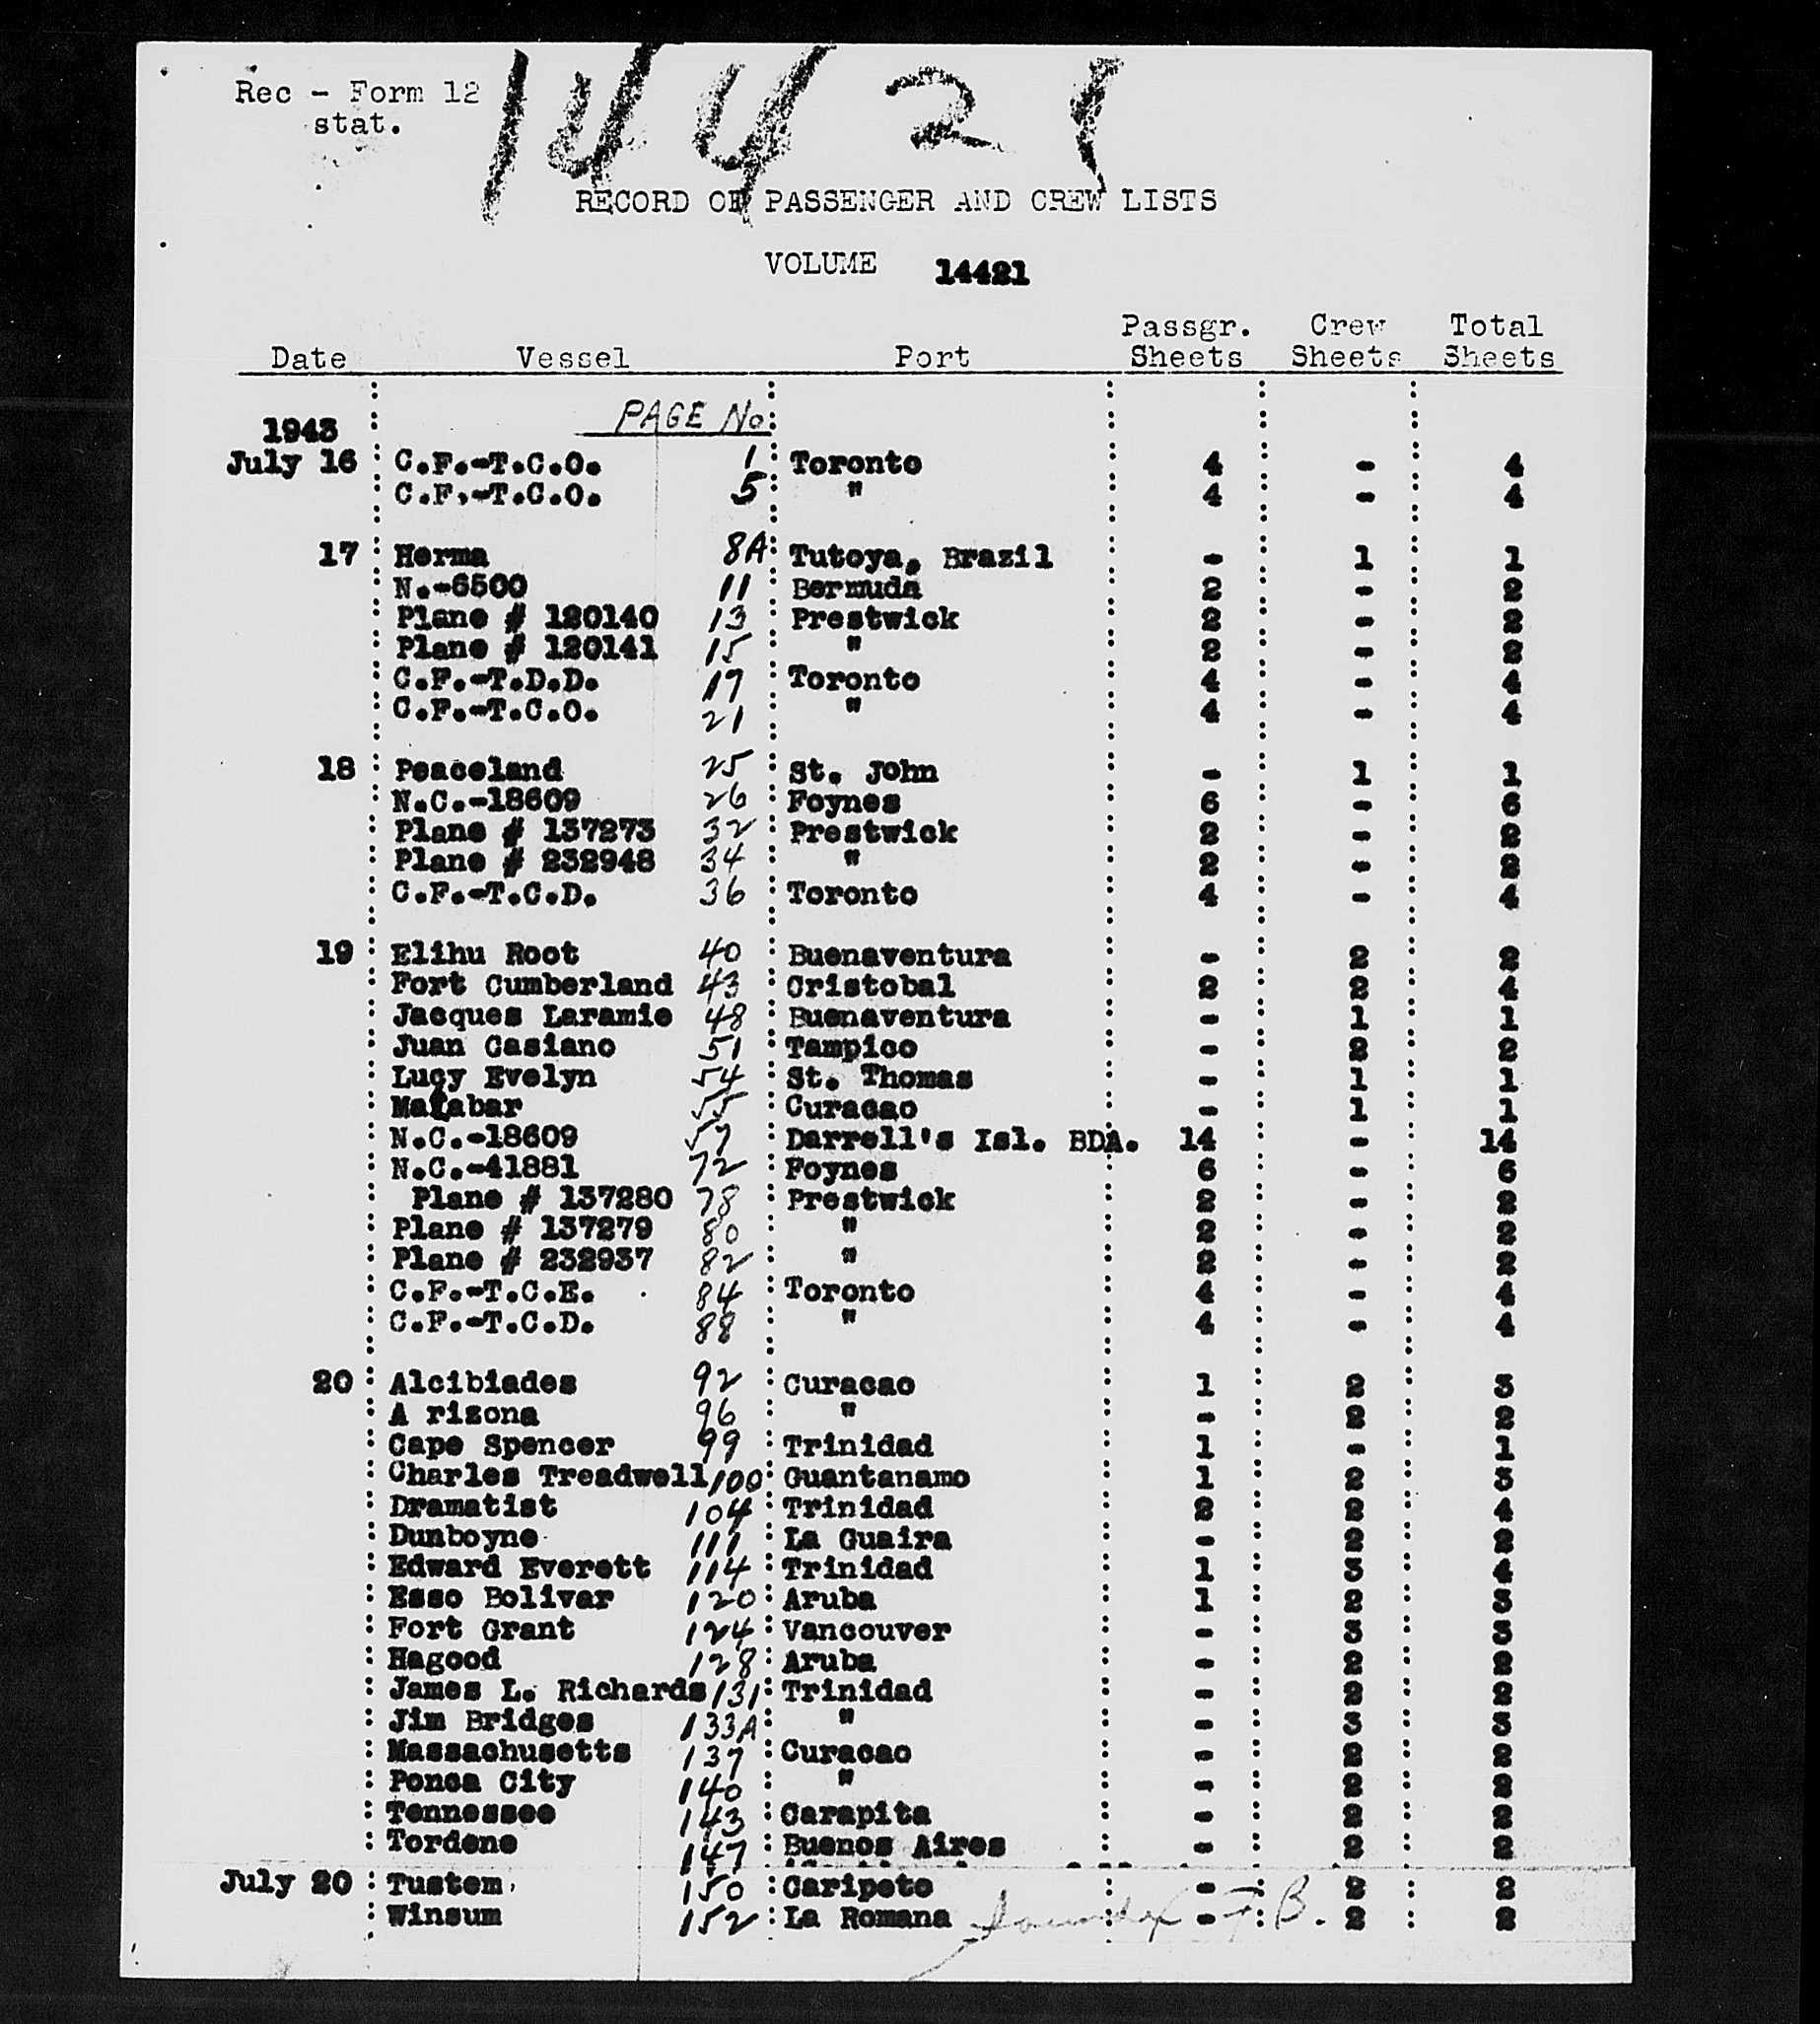 14421
Rec - Form 12
stat.
RECORD OF PASSENGER AND CREW LISTS
VOLUME 14421
Date Vessel Port Passgr. Sheets Crew Sheets Total Sheets
PAGE No
1943
July 16 C.F.-T.C.O. 1 Toronto 4 - 4
C.F.-T.C.O. 5 " 4 - 4
17 Herma 8A Tutoya, Brazil - 1 1
N.-6500 11 Bermuda 2 - 2
Plane # 120140 13 Prestwick 2 - 2
Plane # 120141 15 " 2 - 2
C.F.-T.D.D. 17 Toronto 4 - 4
C.F.-T.C.O. 21 " 4 - 4
18 Peaceland 25 St. John - 1 1
N.C.-18609 26 Foynes 6 - 6
Plane # 137273 32 Prestwick 2 - 2
Plane # 232948 34 " 2 - 2
C.F.-T.C.D. 36 Toronto 4 - 4
19 Elihu Root 40 Buenaventura - 2 2
Fort Cumberland 43 Cristobal 2 2 4
Jacques Laramie 48 Buenaventura - 1 1
Juan Casiano 51 Tampico - 2 2
Lucy Evelyn 54 St. Thomas - 1 1
Malabar 55 Curacao - 1 1
N.C.-18609 57 Darrell's Isl. BDA. 14 - 14
N.C.-41881 72 Foynes 6 - 6
Plane # 137280 78 Prestwick 2 - 2
Plane # 137279 80 " 2 - 2
Plane # 232937 82 " 2 - 2
C.F.-T.C.E. 84 Toronto 4 - 4
C.F.-T.C.D. 88 " 4 - 4
20 Alcibiades 92 Curacao 1 2 3
A rizona 96 " - 2 2
Cape Spencer 99 Trinidad 1 - 1
Charles Treadwell 100 Guantanamo 1 2 3
Dramatist 104 Trinidad 2 2 4
Dunboyne 111 La Guaira - 2 2
Edward Everett 114 Trinidad 1 3 4
Esso Bolivar 120 Aruba 1 2 3
Fort Grant 124 Vancouver - 3 3
Hagood 128 Aruba - 2 2
James L. Richards 131 Trinidad - 2 2
Jim Bridges 133A " - 3 3
Massachusetts 137 Curacao - 2 2
Ponca City 140 " - 2 2
Tennessee 143 Carapita - 2 2
Tordene 147 Buenos Aires - 2 2
July 20 Tustem 150 Caripeto - 2 2
Winsum 152 La Romana - 2 2